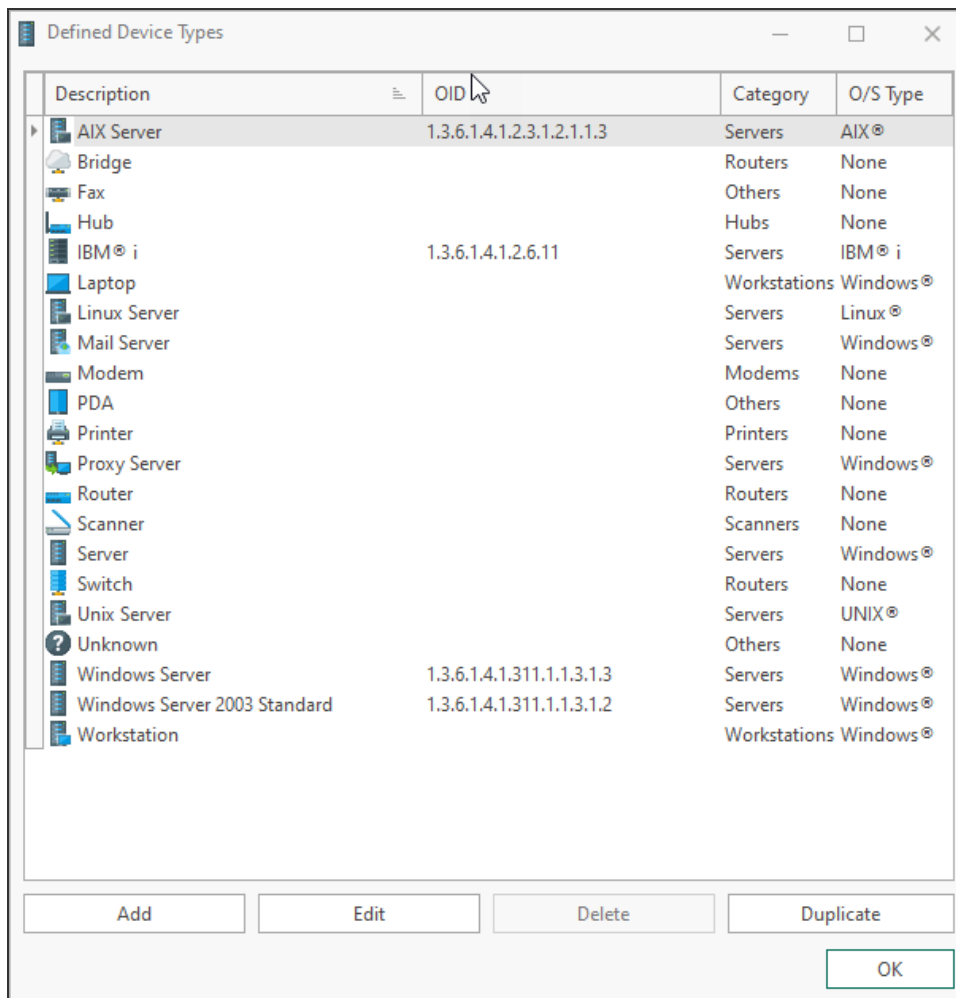 Defined Device Types
Description OID Category O/S Type
AIX Server 1.3.6.1.4.1.2.3.1.2.1.1.3 Servers AIX®
Bridge Routers None
Fax Others None
Hub Hubs None
IBM® i 1.3.6.1.4.1.2.6.11 Servers IBM® i
Laptop Workstations Windows®
Linux Server Servers Linux®
Mail Server Servers Windows®
Modem Modems None
PDA Others None
Printer Printers None
Proxy Server Servers Windows®
Router Routers None
Scanner Scanners None
Server Servers Windows®
Switch Routers None
Unix Server Servers UNIX®
? Unknown Others None
Windows Server 1.3.6.1.4.1.311.1.1.3.1.3 Servers Windows®
Windows Server 2003 Standard 1.3.6.1.4.1.311.1.1.3.1.2 Servers Windows®
Workstation Workstations Windows®
Add Edit Delete Duplicate
OK